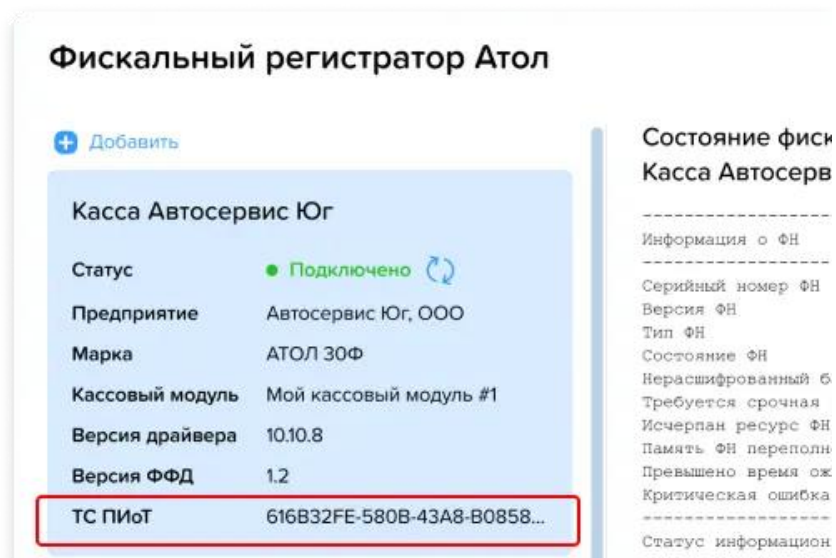 Фискальный регистратор Атол
Добавить
Касса Автосервис Юг
Статус Подключено
Предприятие Автосервис Юг, ООО
Марка АТОЛ 30Ф
Кассовый модуль Мой кассовый модуль #1
Версия драйвера 10.10.8
Версия ФФД 1.2
ТС ПИоТ 616B32FE-580B-43A8-B0858...
Состояние фиск
Касса Автосерв
------------------
Информация о ФН
------------------
Серийный номер ФН
Версия ФН
Тип ФН
Состояние ФН
Нерасшифрованный ба
Требуется срочная
Исчерпан ресурс ФН
Память ФН переполн
Превышено время ож
Критическая ошибка
------------------
Статус информацион